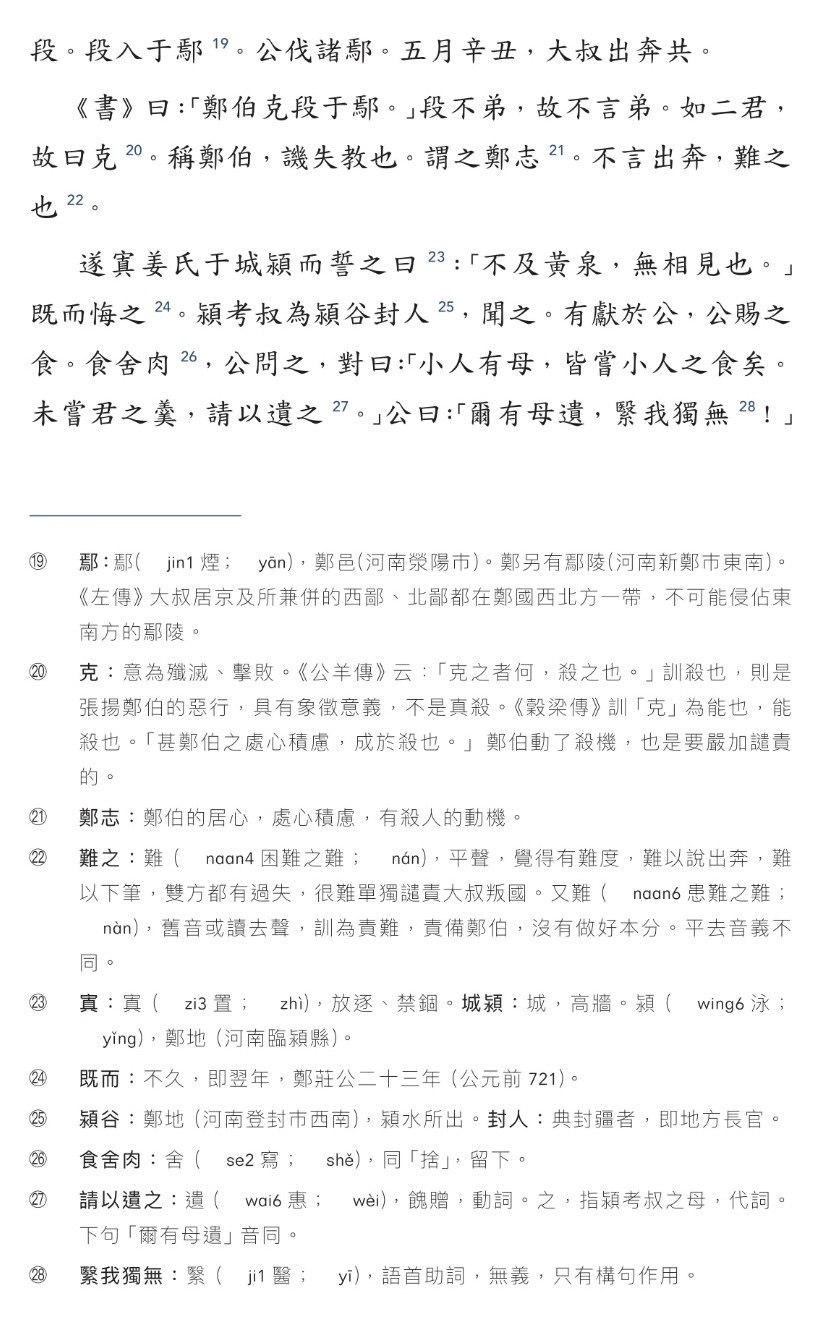 段。段入于鄢 19。公伐諸鄢。五月辛丑，大叔出奔共。
《書》曰：「鄭伯克段于鄢。」段不弟，故不言弟。如二君，
故曰克 20。稱鄭伯，譏失教也。謂之鄭志 21。不言出奔，難之
也 22。
遂寘姜氏于城潁而誓之曰 23：「不及黃泉，無相見也。」
既而悔之 24。潁考叔為潁谷封人 25，聞之。有獻於公，公賜之
食。食舍肉 26，公問之，對曰：「小人有母，皆嘗小人之食矣。
未嘗君之羹，請以遺之 27。」公曰：「爾有母遺，繄我獨無 28！」
⑲ 鄢：鄢( jin1 煙； yān)，鄭邑(河南滎陽市)。鄭另有鄢陵(河南新鄭市東南)。
《左傳》大叔居京及所兼併的西鄙、北鄙都在鄭國西北方一帶，不可能侵佔東
南方的鄢陵。
⑳ 克：意為殲滅、擊敗。《公羊傳》云：「克之者何，殺之也。」訓殺也，則是
張揚鄭伯的惡行，具有象徵意義，不是真殺。《穀梁傳》訓「克」為能也，能
殺也。「甚鄭伯之處心積慮，成於殺也。」鄭伯動了殺機，也是要嚴加譴責
的。
㉑ 鄭志：鄭伯的居心，處心積慮，有殺人的動機。
㉒ 難之：難（ naan4 困難之難； nán)，平聲，覺得有難度，難以說出奔，難
以下筆，雙方都有過失，很難單獨譴責大叔叛國。又難（ naan6 患難之難；
nàn)，舊音或讀去聲，訓為責難，責備鄭伯，沒有做好本分。平去音義不
同。
㉓ 寘：寘（ zi3 置； zhì)，放逐、禁錮。城潁：城，高牆。潁（ wing6 泳；
yǐng)，鄭地（河南臨潁縣)。
㉔ 既而：不久，即翌年，鄭莊公二十三年（公元前 721)。
㉕ 潁谷：鄭地（河南登封市西南)，潁水所出。封人：典封疆者，即地方長官。
㉖ 食舍肉：舍（ se2 寫； shě)，同「捨」，留下。
㉗ 請以遺之：遺（ wai6 惠； wèi)，餽贈，動詞。之，指潁考叔之母，代詞。
下句「爾有母遺」音同。
㉘ 繄我獨無：繄（ ji1 醫； yī)，語首助詞，無義，只有構句作用。